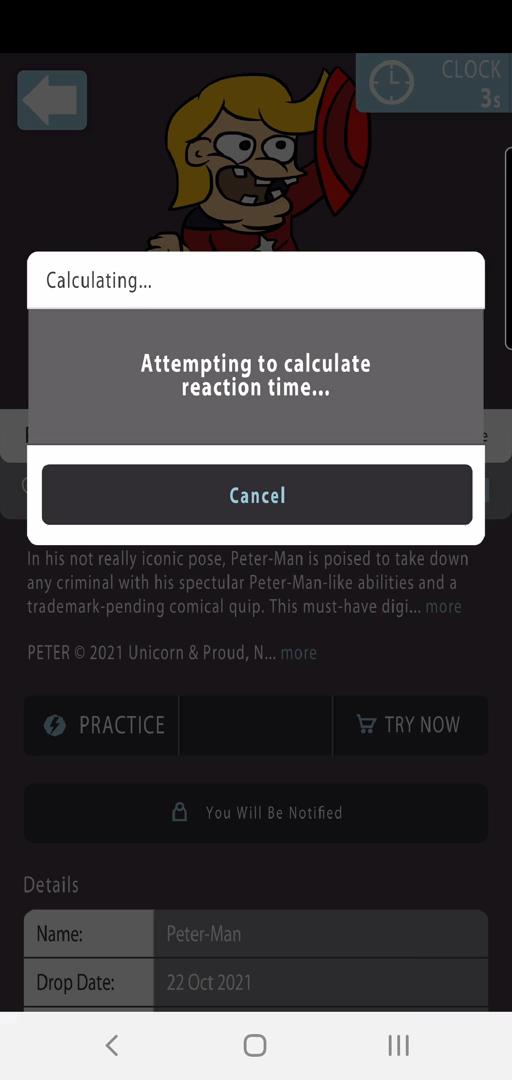 CLOCK
3s
Calculating...
Attempting to calculate
reaction time...
Cancel
In his not really iconic pose, Peter-Man is poised to take down
any criminal with his spectular Peter-Man-like abilities and a
trademark-pending comical quip. This must-have digi... more
PETER © 2021 Unicorn & Proud, N... more
PRACTICE
TRY NOW
You Will Be Notified
Details
Name:
Peter-Man
Drop Date:
22 Oct 2021